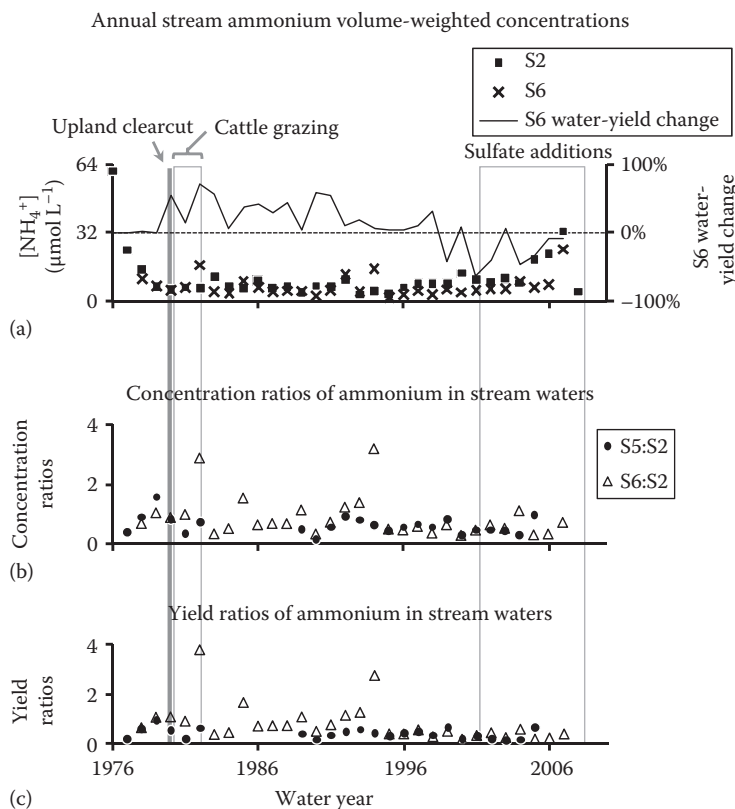 Annual stream ammonium volume-weighted concentrations
S2
S6
S6 water-yield change
Upland clearcut
Cattle grazing
Sulfate additions
64
32
0
[NH₄⁺]
(μmol L⁻¹)
100%
0%
−100%
S6 water-
yield change
(a)
Concentration ratios of ammonium in stream waters
4
2
0
Concentration
ratios
S5:S2
S6:S2
(b)
Yield ratios of ammonium in stream waters
4
2
0
Yield
ratios
1976
1986
1996
2006
Water year
(c)